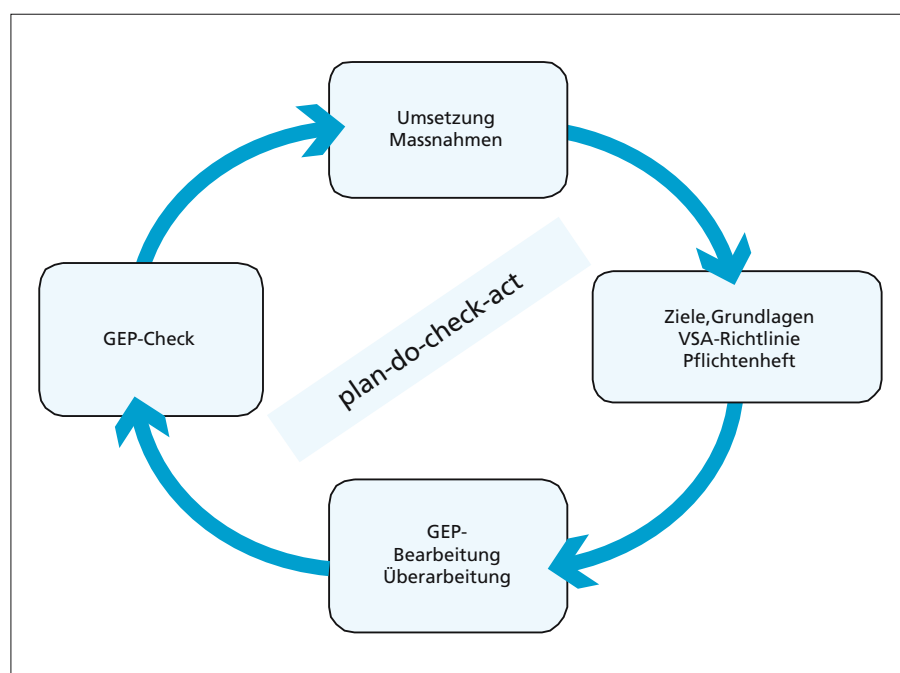 Umsetzung
Massnahmen
GEP-Check
Ziele,Grundlagen
VSA-Richtlinie
Pflichtenheft
plan-do-check-act
GEP-
Bearbeitung
Überarbeitung